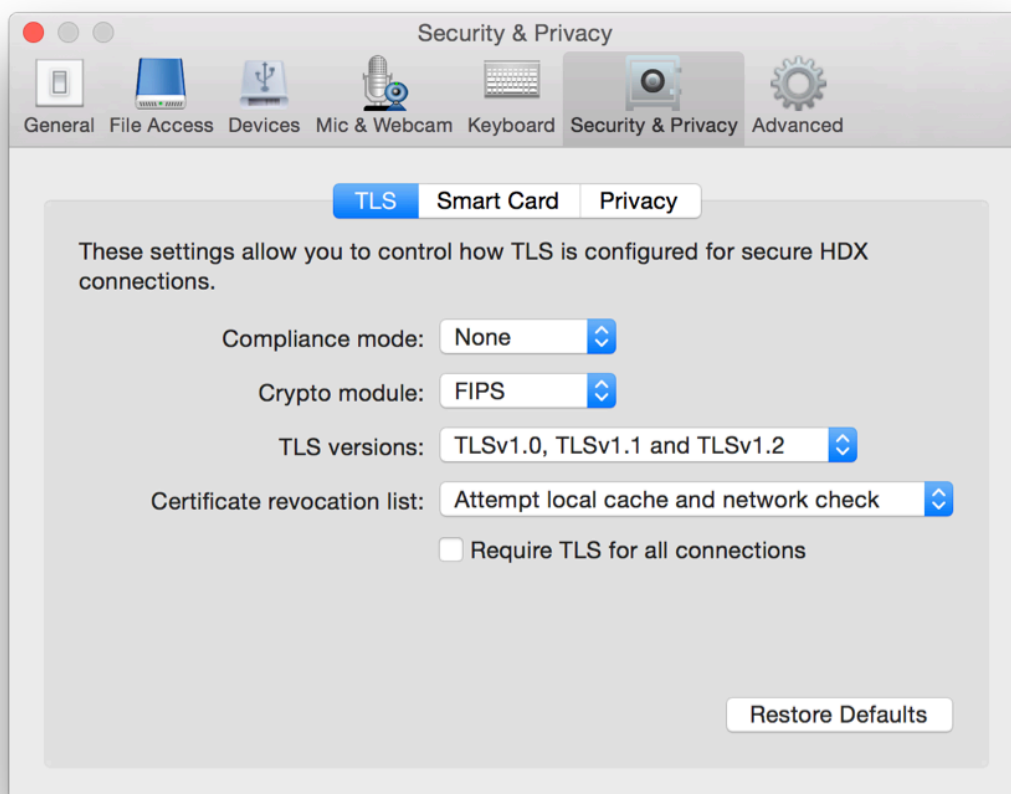 Security & Privacy
General File Access Devices Mic & Webcam Keyboard Security & Privacy Advanced
TLS Smart Card Privacy
These settings allow you to control how TLS is configured for secure HDX
connections.
Compliance mode: None
Crypto module: FIPS
TLS versions: TLSv1.0, TLSv1.1 and TLSv1.2
Certificate revocation list: Attempt local cache and network check
Require TLS for all connections
Restore Defaults